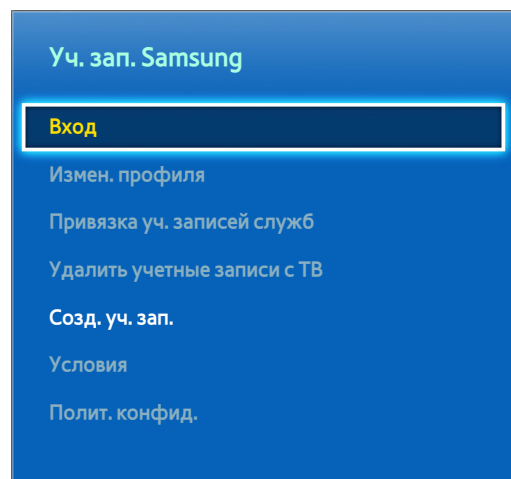 Уч. зап. Samsung
Вход
Измен. профиля
Привязка уч. записей служб
Удалить учетные записи с ТВ
Созд. уч. зап.
Условия
Полит. конфид.